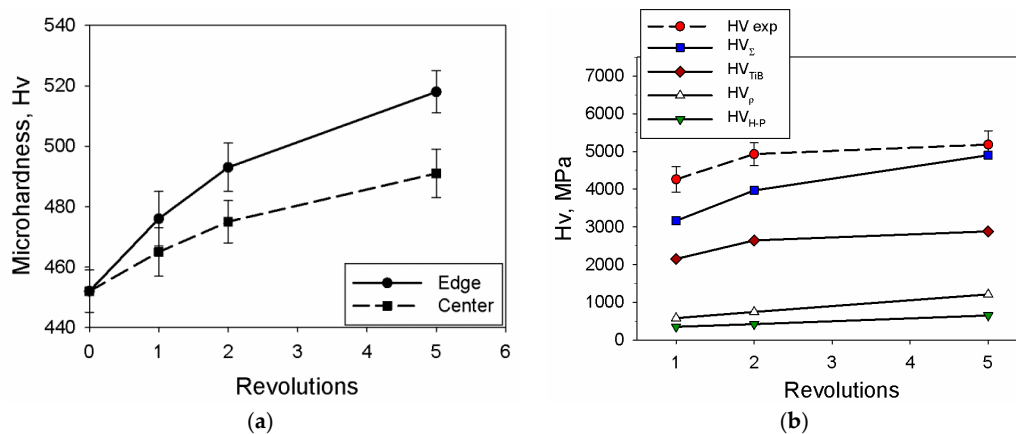 540
520
500
480
460
440
0
1
2
3
4
5
6
Microhardness, Hv
Revolutions
Edge
Center
(a)
HV exp
HVΣ
HVTiB
HVρ
HVH-P
7000
6000
5000
4000
3000
2000
1000
0
1
2
3
4
5
Hv, MPa
Revolutions
(b)